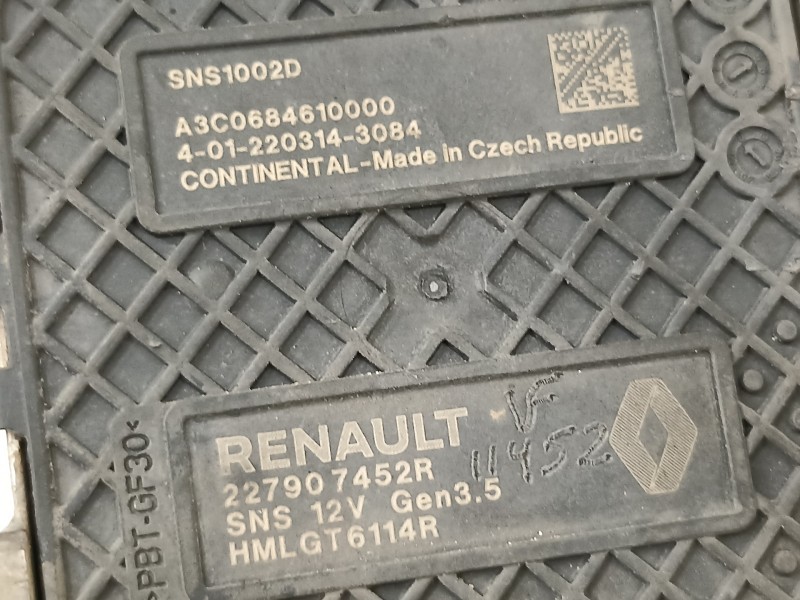 SNS1002D
A3C0684610000
4-01-220314-3084
CONTINENTAL-Made in Czech Republic
RENAULT
227907452R
SNS 12V Gen3.5
HMLGT6114R
11452
>PBT-GF30<